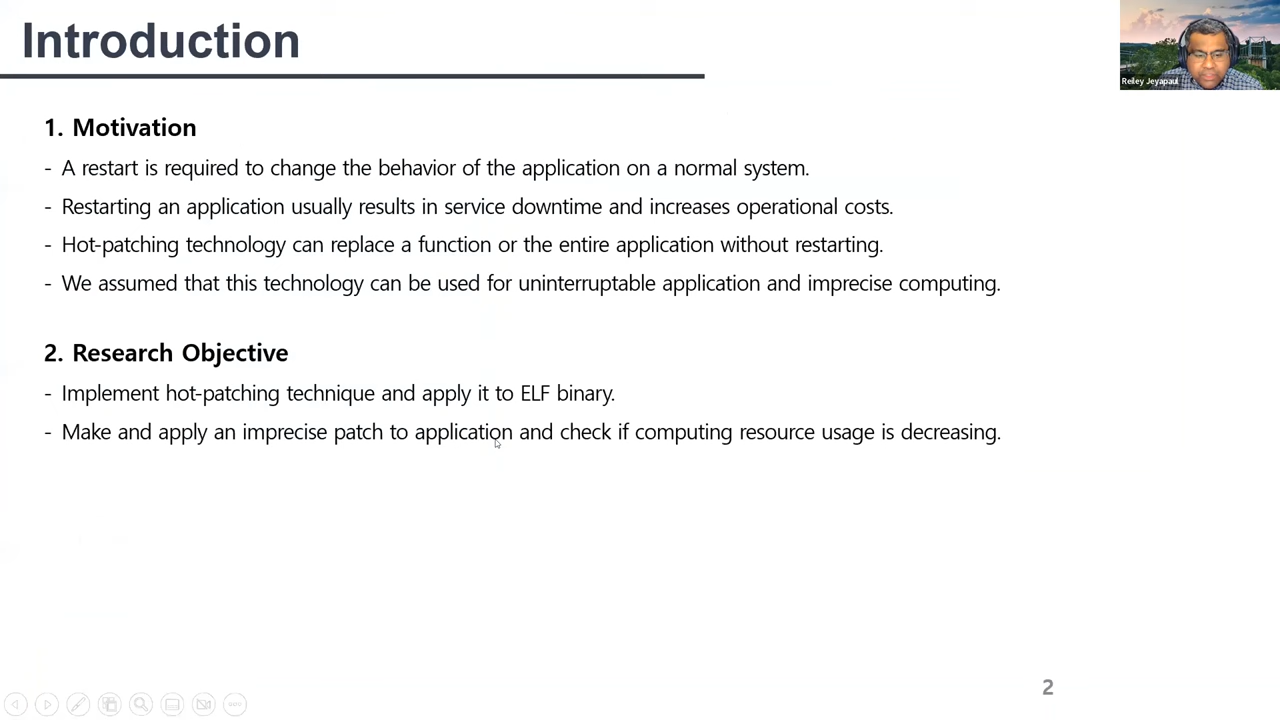 Introduction
Reiley Jeyapaul
1. Motivation
- A restart is required to change the behavior of the application on a normal system.
- Restarting an application usually results in service downtime and increases operational costs.
- Hot-patching technology can replace a function or the entire application without restarting.
- We assumed that this technology can be used for uninterruptable application and imprecise computing.
2. Research Objective
- Implement hot-patching technique and apply it to ELF binary.
- Make and apply an imprecise patch to application and check if computing resource usage is decreasing.
2